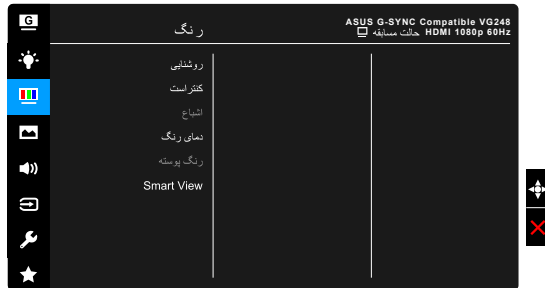 G
رنگ
ASUS G-SYNC Compatible VG248
حالت مسابقه HDMI 1080p 60Hz
روشنایی
کنتراست
اشباع
دمای رنگ
رنگ پوسته
Smart View